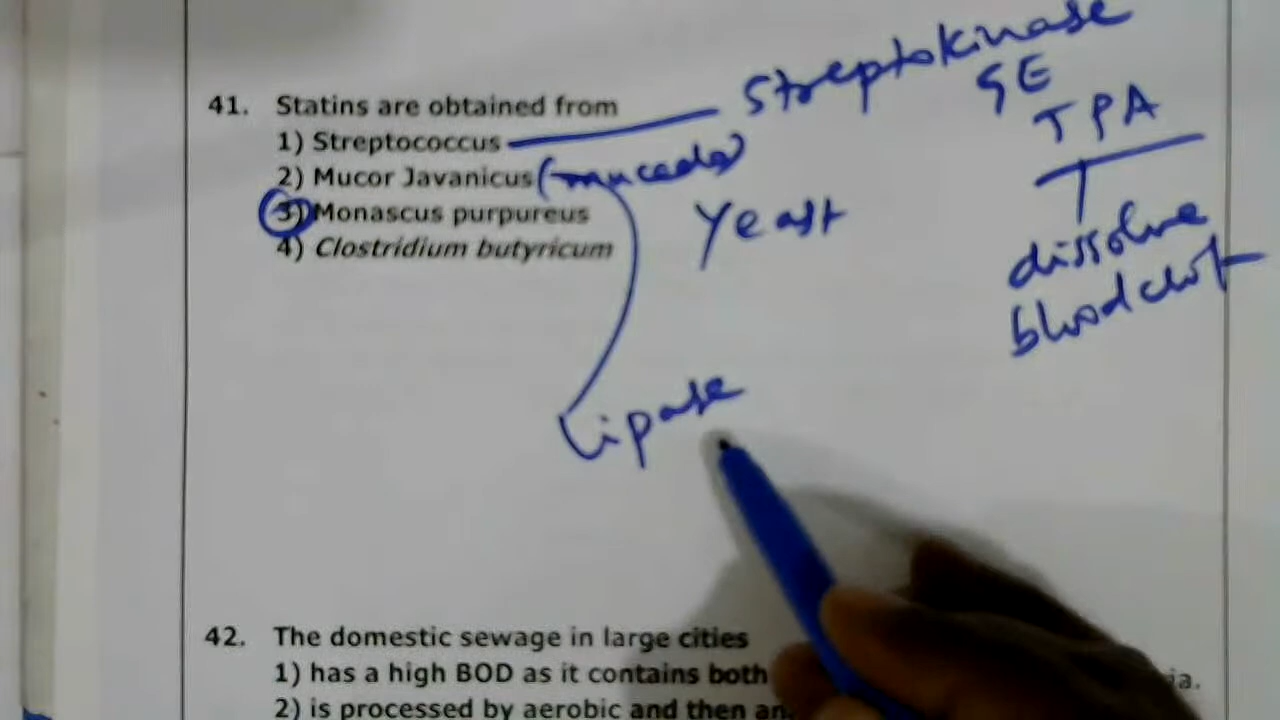 41. Statins are obtained from
1) Streptococcus
2) Mucor Javanicus
3) Monascus purpureus
4) Clostridium butyricum
Streptokinase
GE
TPA
Yeast
dissolve
blood clot
Lipase
42. The domestic sewage in large cities
1) has a high BOD as it contains both
2) is processed by aerobic and then an